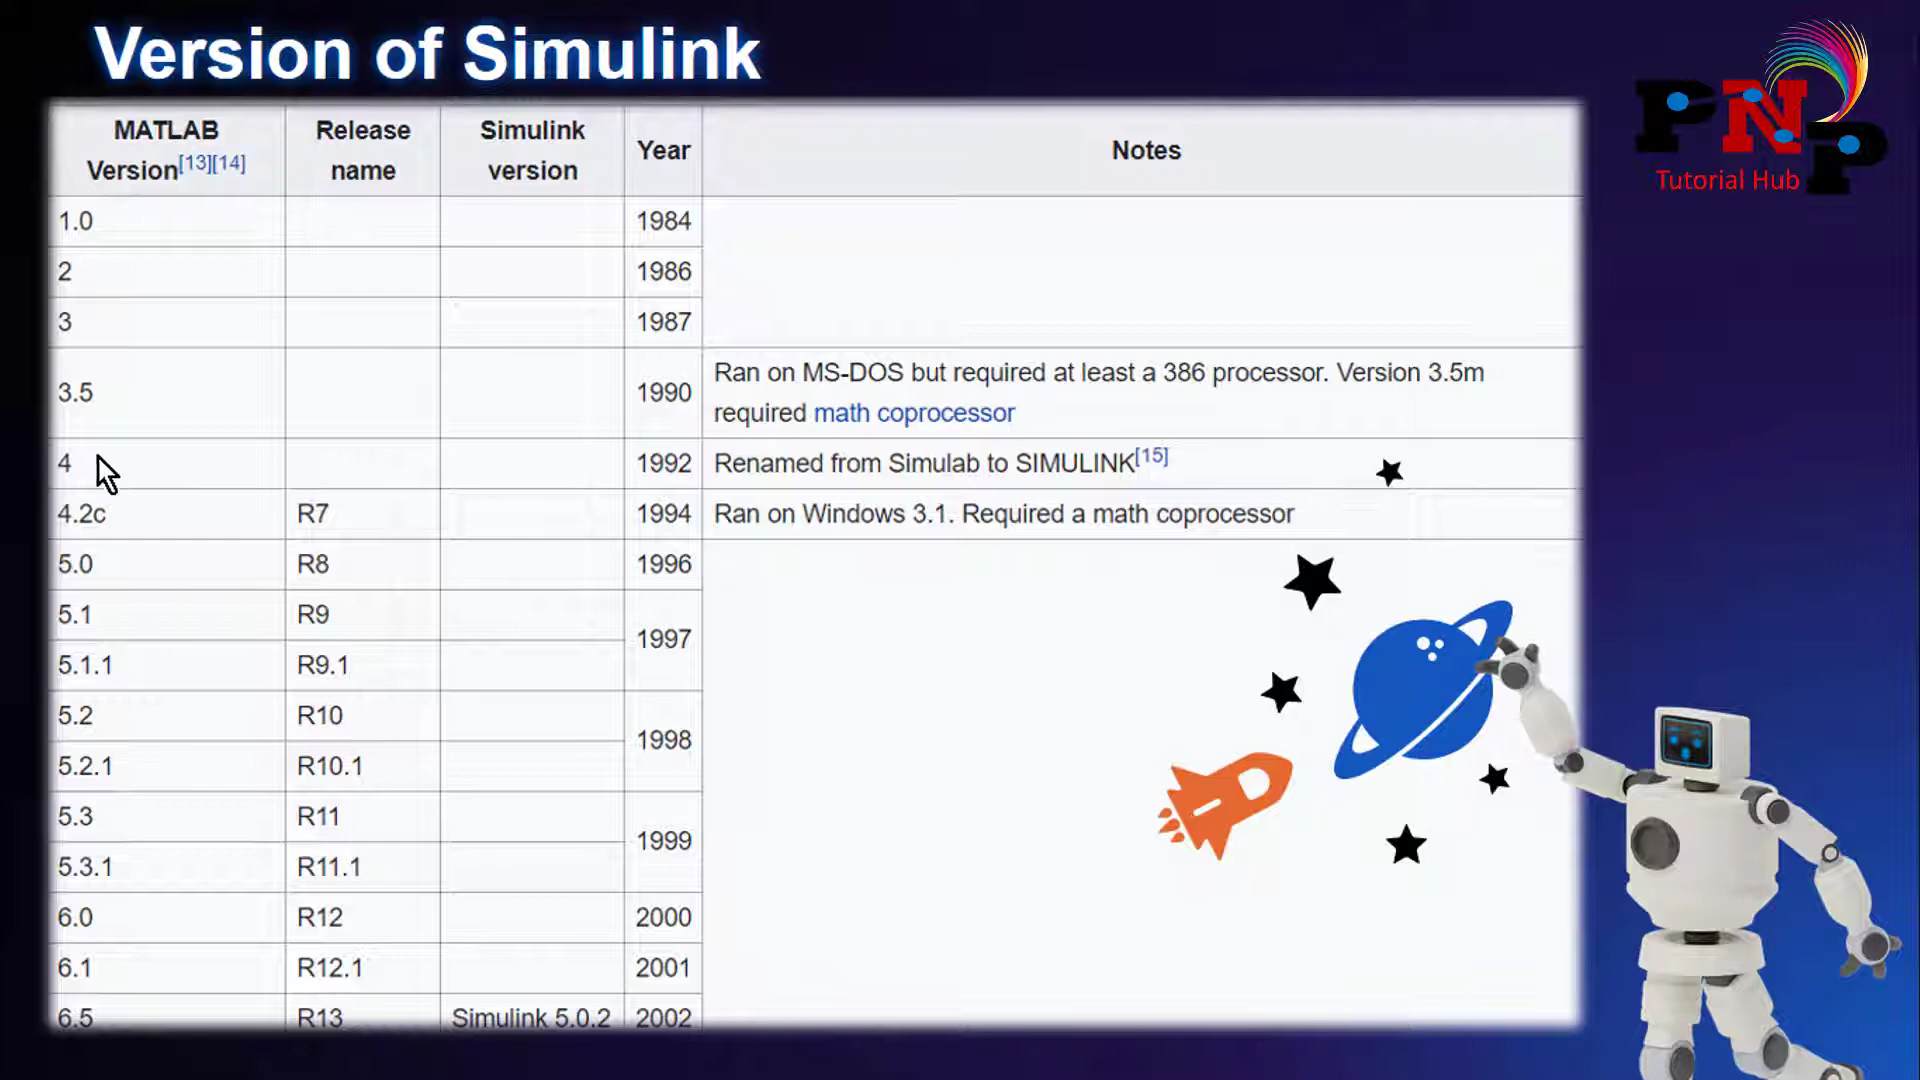 Version of Simulink
PNP
Tutorial Hub
MATLAB Version[13][14] Release name Simulink version Year Notes
1.0 1984
2 1986
3 1987
3.5 1990 Ran on MS-DOS but required at least a 386 processor. Version 3.5m
required math coprocessor
4 1992 Renamed from Simulab to SIMULINK[15]
4.2c R7 1994 Ran on Windows 3.1. Required a math coprocessor
5.0 R8 1996
5.1 R9 1997
5.1.1 R9.1
5.2 R10 1998
5.2.1 R10.1
5.3 R11 1999
5.3.1 R11.1
6.0 R12 2000
6.1 R12.1 2001
6.5 R13 Simulink 5.0.2 2002